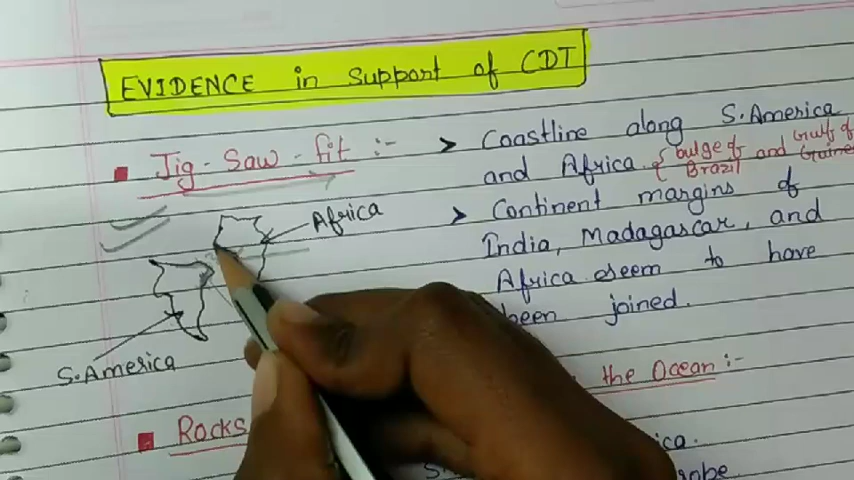 EVIDENCE in support of CDT
Jig-Saw-fit :-
> Coastline along S.America
and Africa. { bulge of Brazil and Gulf of Guinea
> Continent margins of
India, Madagascar, and
Africa seem to have
been joined.
Africa
S.America
the Ocean :-
Rocks